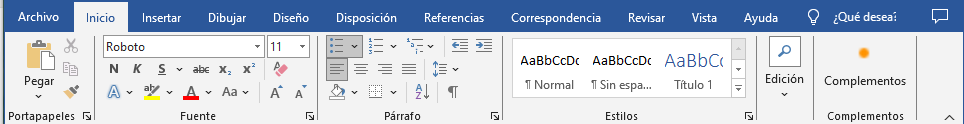 Archivo Inicio Insertar Dibujar Diseño Disposición Referencias Correspondencia Revisar Vista Ayuda ¿Qué desea?
Roboto 11
Pegar
N K S abc x₂ x²
A A Aa A A
Portapapeles
Fuente
Párrafo
AaBbCcDc AaBbCcDc AaBbCc
¶ Normal ¶ Sin espa... Título 1
Estilos
Edición
Complementos
Complementos